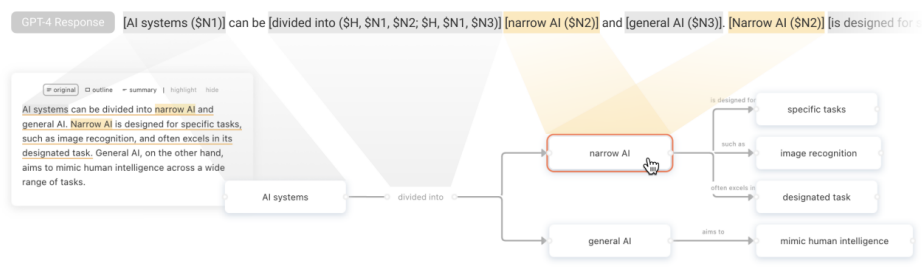 GPT-4 Response [AI systems ($N1)] can be [divided into ($H, $N1, $N2; $H, $N1, $N3)] [narrow AI ($N2)] and [general AI ($N3)]. [Narrow AI ($N2)] [is designed for
original outline summary | highlight hide
AI systems can be divided into narrow AI and
general AI. Narrow AI is designed for specific tasks,
such as image recognition, and often excels in its
designated task. General AI, on the other hand,
aims to mimic human intelligence across a wide
range of tasks.
AI systems
divided into
narrow AI
general AI
is designed for
specific tasks
such as
image recognition
often excels in
designated task
aims to
mimic human intelligence